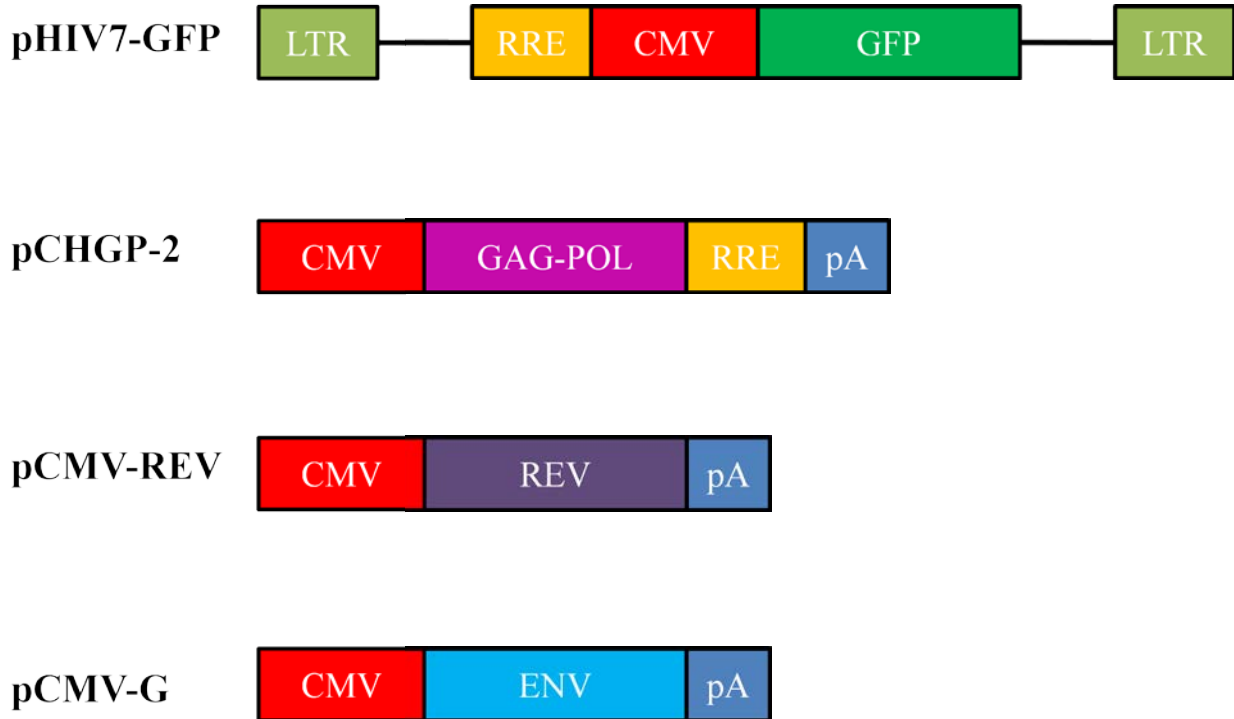 pHIV7-GFP LTR RRE CMV GFP LTR
pCHGP-2 CMV GAG-POL RRE pA
pCMV-REV CMV REV pA
pCMV-G CMV ENV pA